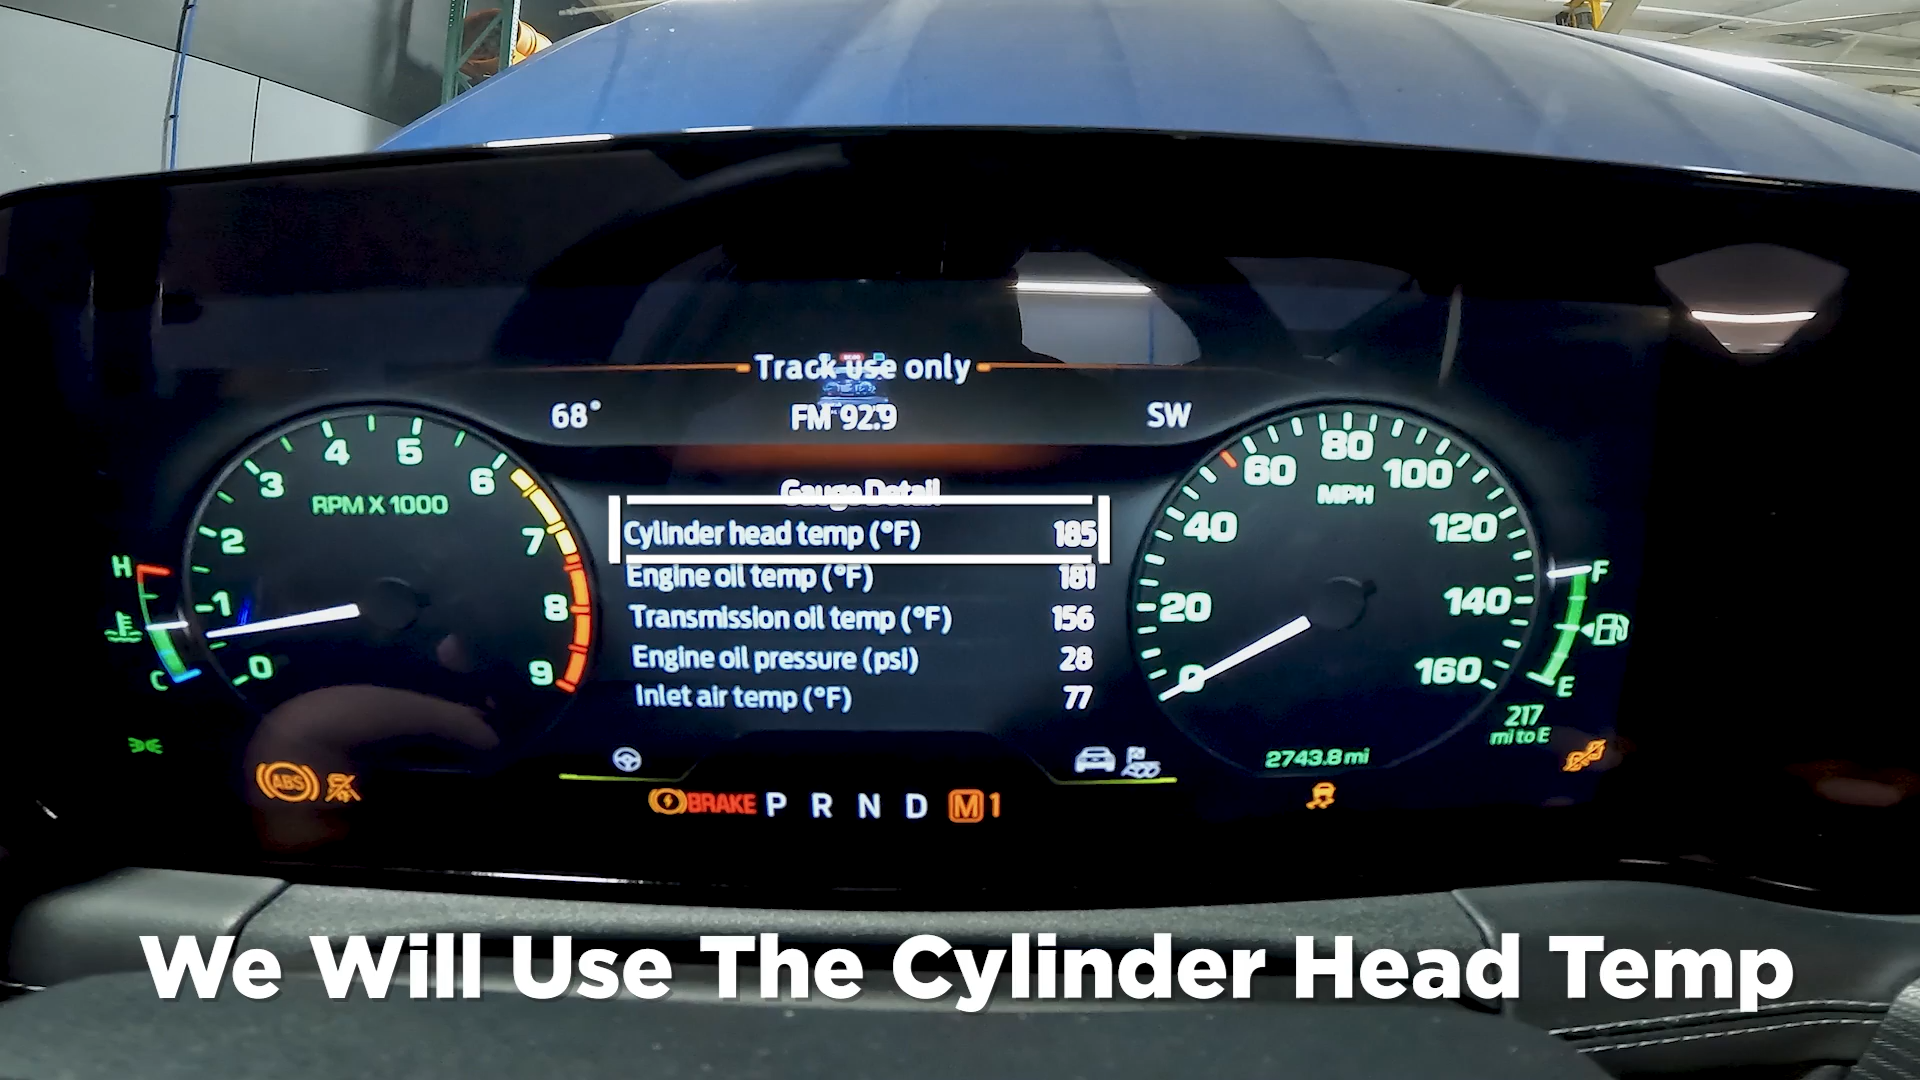 Track use only
68°
FM 92.9
SW
Gauge Detail
Cylinder head temp (°F) 185
Engine oil temp (°F) 181
Transmission oil temp (°F) 156
Engine oil pressure (psi) 28
Inlet air temp (°F) 77
0 1 2 3 4 5 6 7 8 9
RPM X 1000
H
C
0 20 40 60 80 100 120 140 160
MPH
F
E
217
mi to E
2743.8 mi
ABS
BRAKE P R N D M 1
We Will Use The Cylinder Head Temp